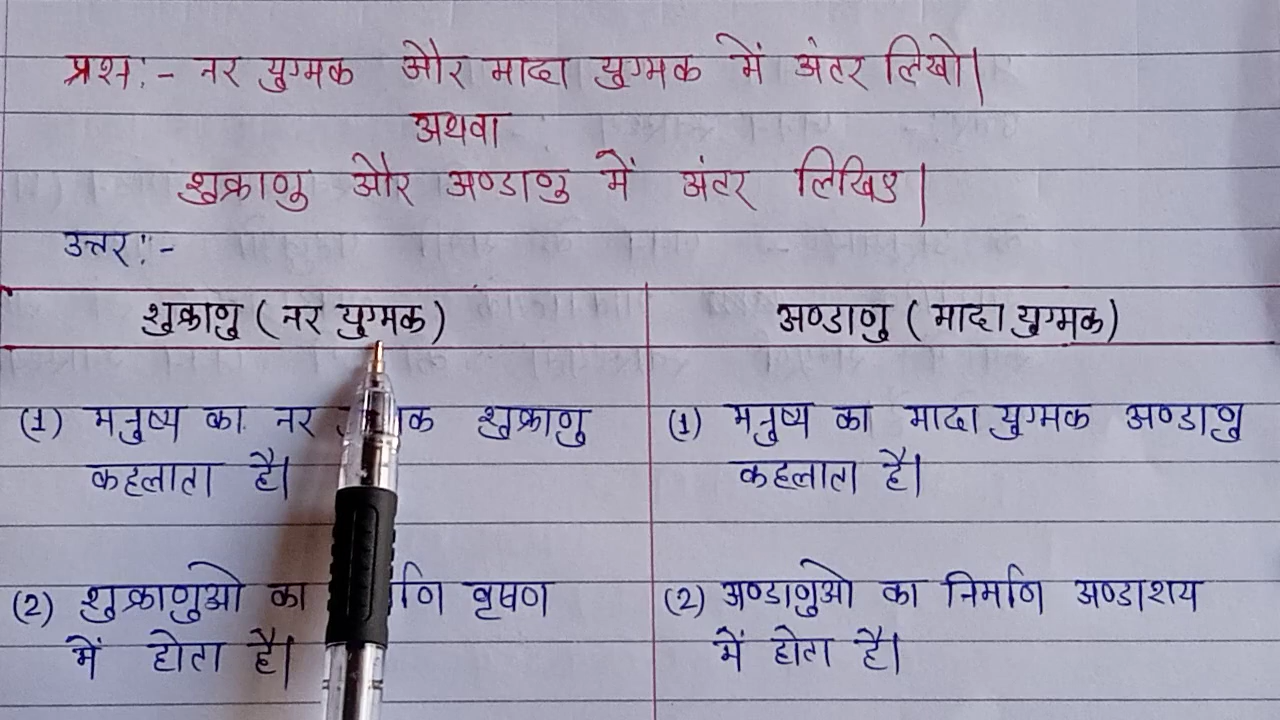 प्रश्न:- नर युग्मक और मादा युग्मक में अंतर लिखो।
अथवा
शुक्राणु और अण्डाणु में अंतर लिखिए।
उत्तर:-
शुक्राणु (नर युग्मक)
अण्डाणु (मादा युग्मक)
(1) मनुष्य का नर क शुक्राणु
कहलाता है।
(1) मनुष्य का मादा युग्मक अण्डाणु
कहलाता है।
(2) शुक्राणुओ का वृषण
में होता है।
(2) अण्डाणुओ का निर्माण अण्डाशय
में होता है।